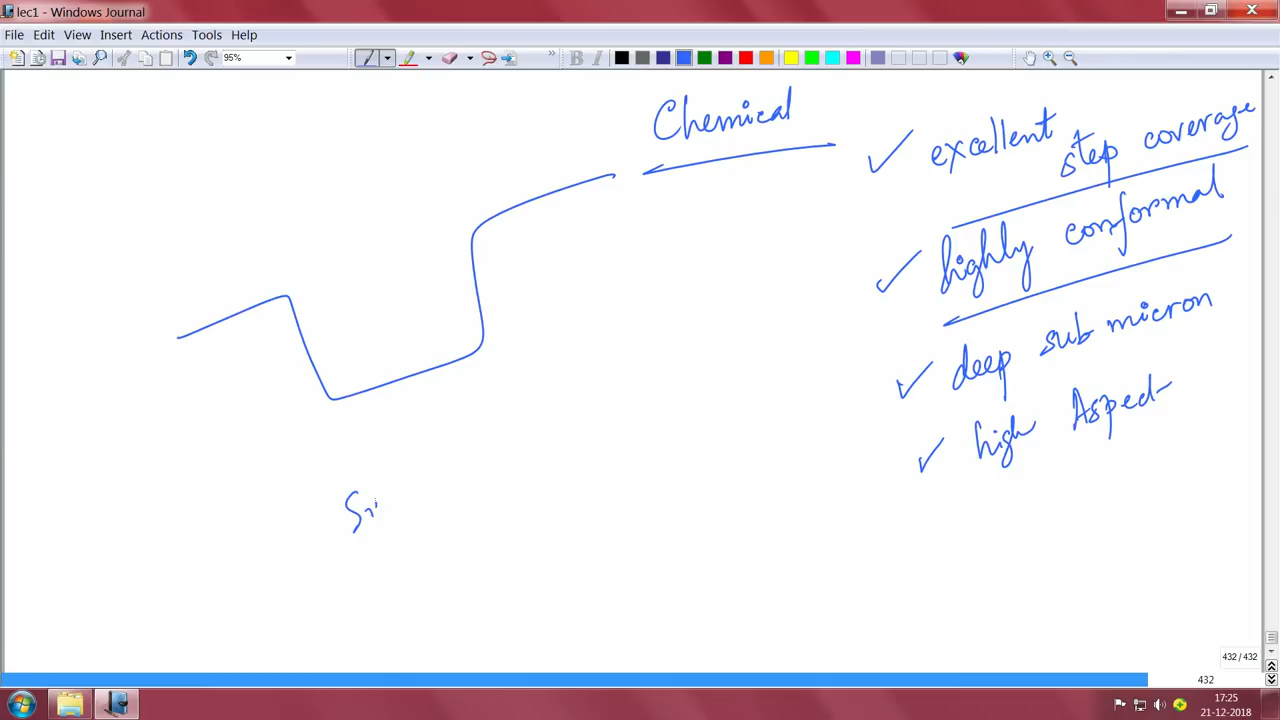 lec1 - Windows Journal
File Edit View Insert Actions Tools Help
95%
Chemical
excellent step coverage
highly conformal
deep sub micron
high Aspect
Si
432 / 432
432
17:25
21-12-2018